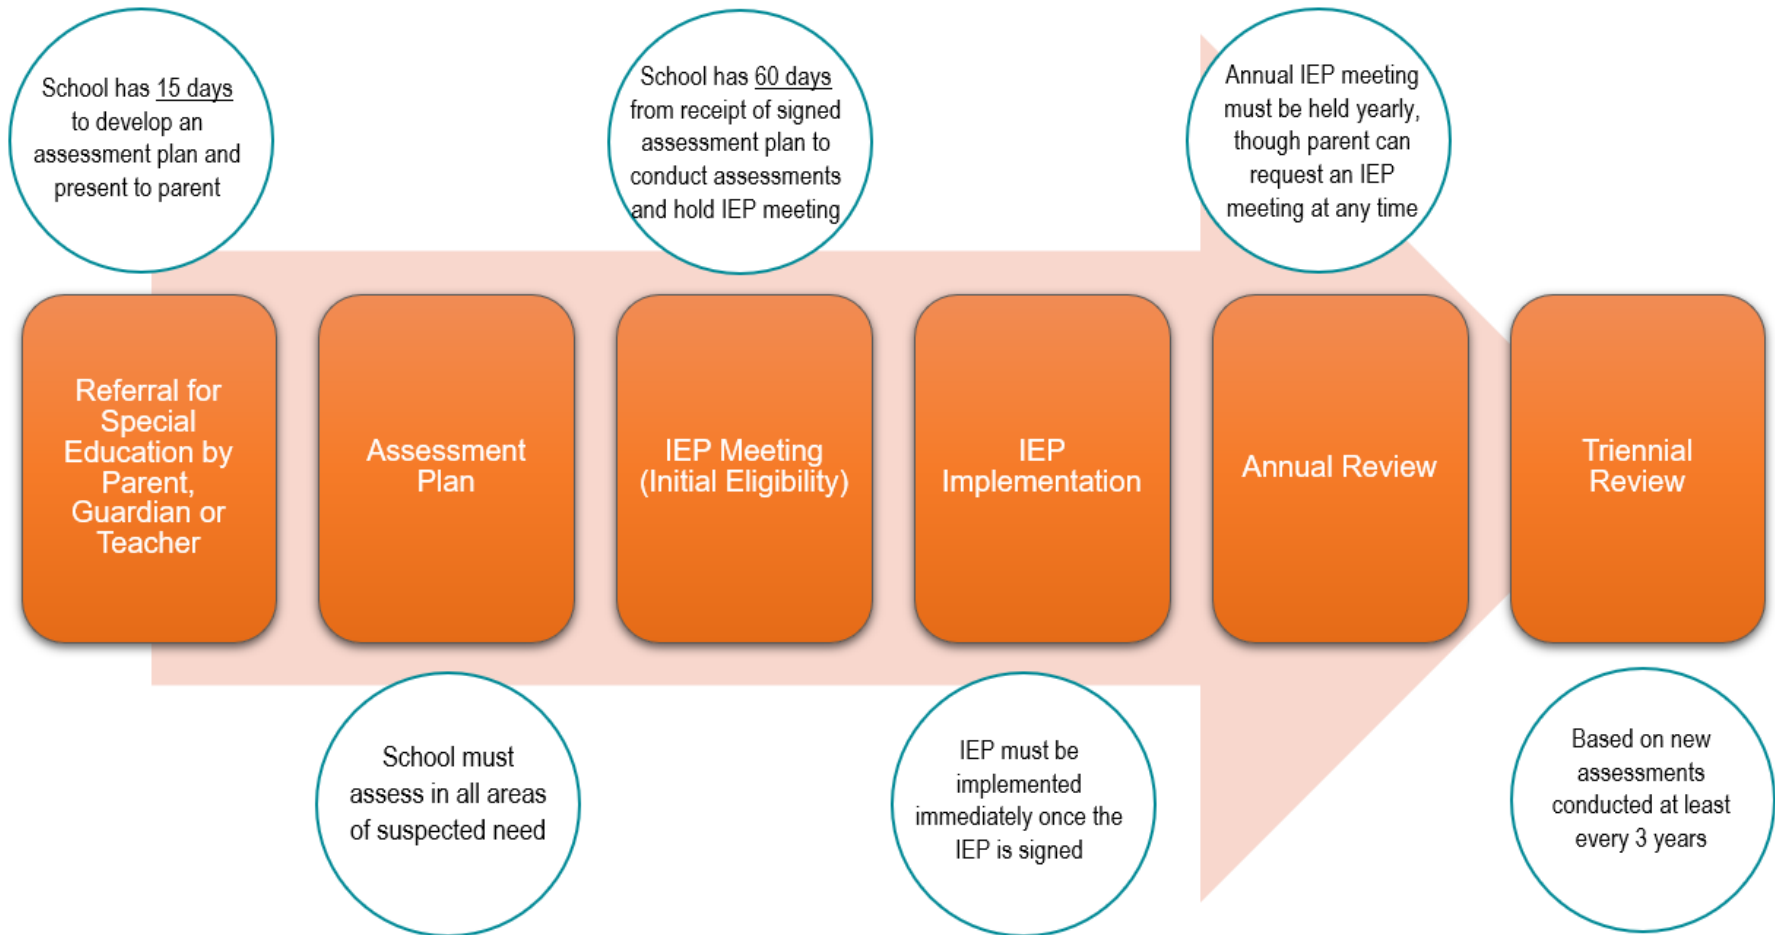 School has 15 days
to develop an
assessment plan and
present to parent
School has 60 days
from receipt of signed
assessment plan to
conduct assessments
and hold IEP meeting
Annual IEP meeting
must be held yearly,
though parent can
request an IEP
meeting at any time
Referral for
Special
Education by
Parent,
Guardian or
Teacher
Assessment
Plan
IEP Meeting
(Initial Eligibility)
IEP
Implementation
Annual Review
Triennial
Review
School must
assess in all areas
of suspected need
IEP must be
implemented
immediately once the
IEP is signed
Based on new
assessments
conducted at least
every 3 years